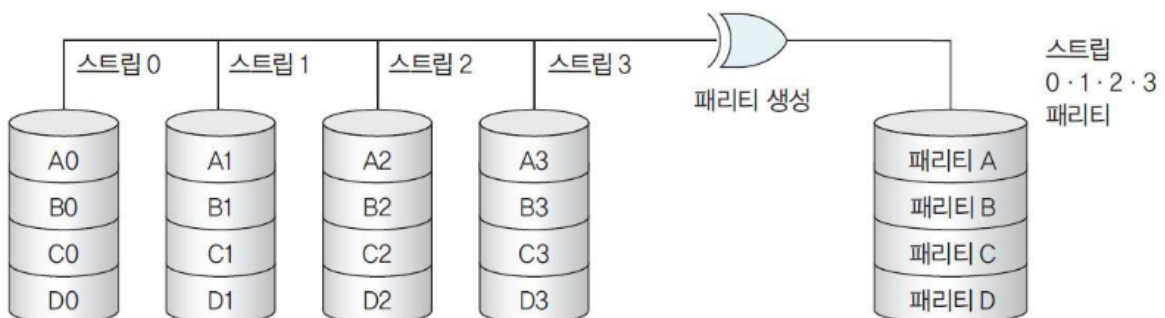 스트립 0 스트립 1 스트립 2 스트립 3
패리티 생성
스트립
0·1·2·3
패리티
A0 A1 A2 A3 패리티 A
B0 B1 B2 B3 패리티 B
C0 C1 C2 C3 패리티 C
D0 D1 D2 D3 패리티 D